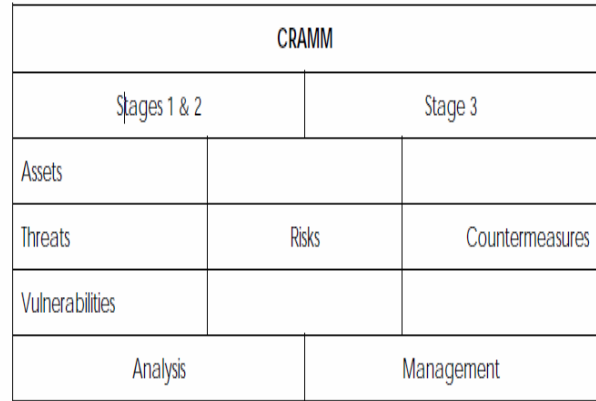 CRAMM
Stages 1 & 2 Stage 3
Assets
Threats Risks Countermeasures
Vulnerabilities
Analysis Management